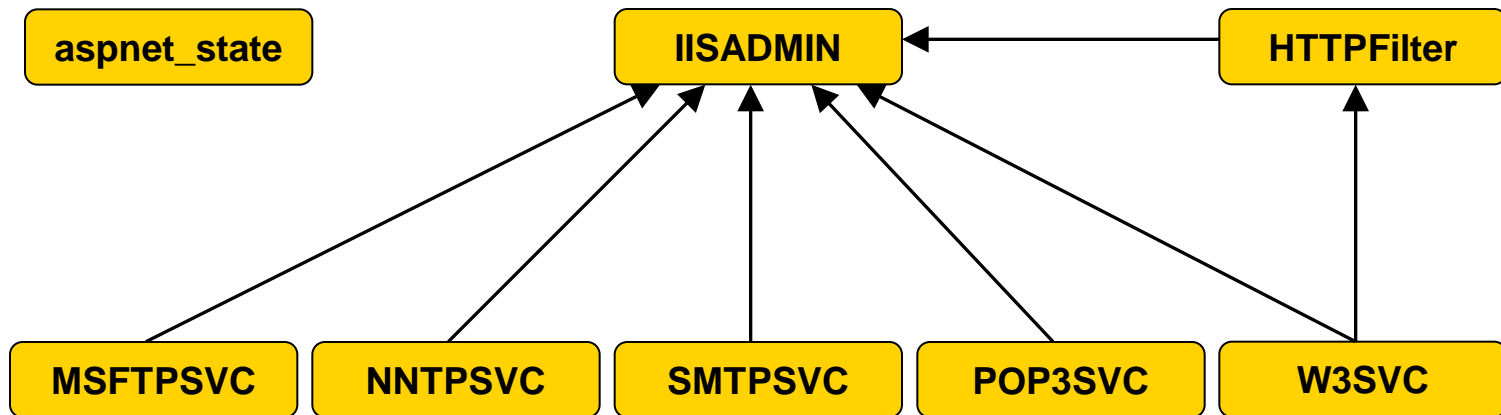 aspnet_state
IISADMIN
HTTPFilter
MSFTPSVC
NNTPSVC
SMTPSVC
POP3SVC
W3SVC